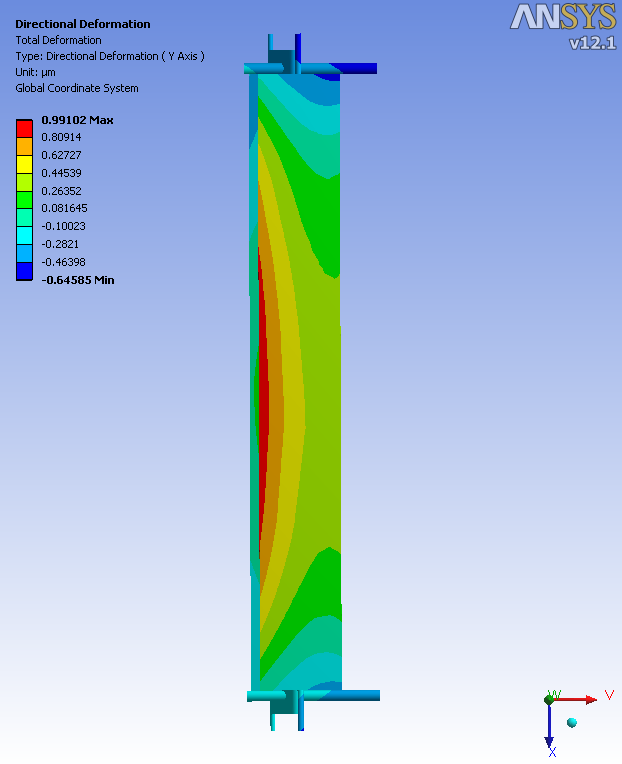 Directional Deformation
Total Deformation
Type: Directional Deformation ( Y Axis )
Unit: µm
Global Coordinate System
0.99102 Max
0.80914
0.62727
0.44539
0.26352
0.081645
-0.10023
-0.2821
-0.46398
-0.64585 Min
ANSYS
v12.1
W
V
X